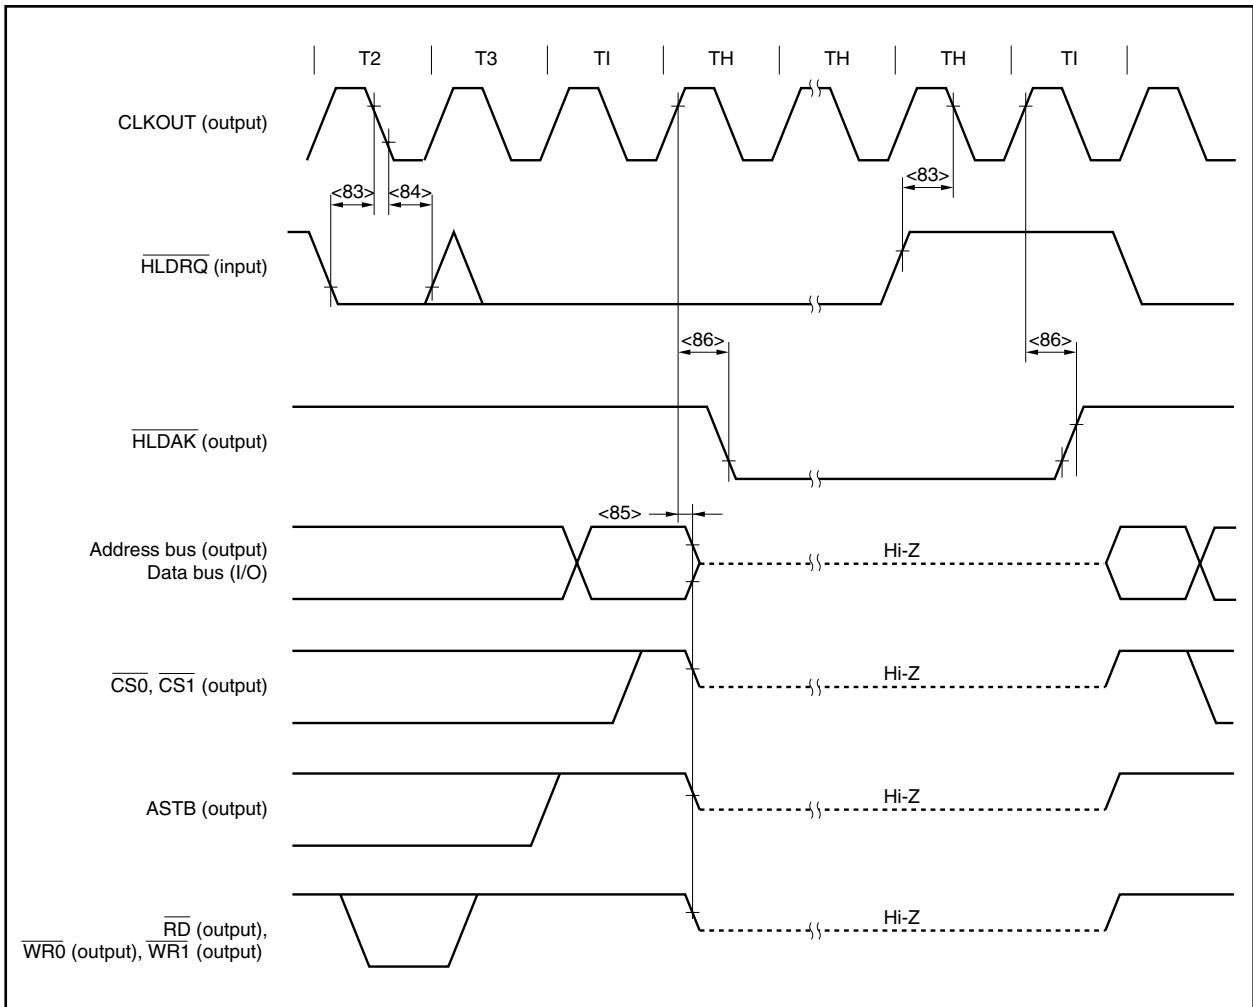 T2 T3 TI TH TH TH TI
CLKOUT (output)
<83> <84> <83>
HLDRQ (input)
<86> <86>
HLDAK (output)
<85>
Address bus (output)
Data bus (I/O)
Hi-Z
CS0, CS1 (output)
Hi-Z
ASTB (output)
Hi-Z
RD (output),
WR0 (output), WR1 (output)
Hi-Z